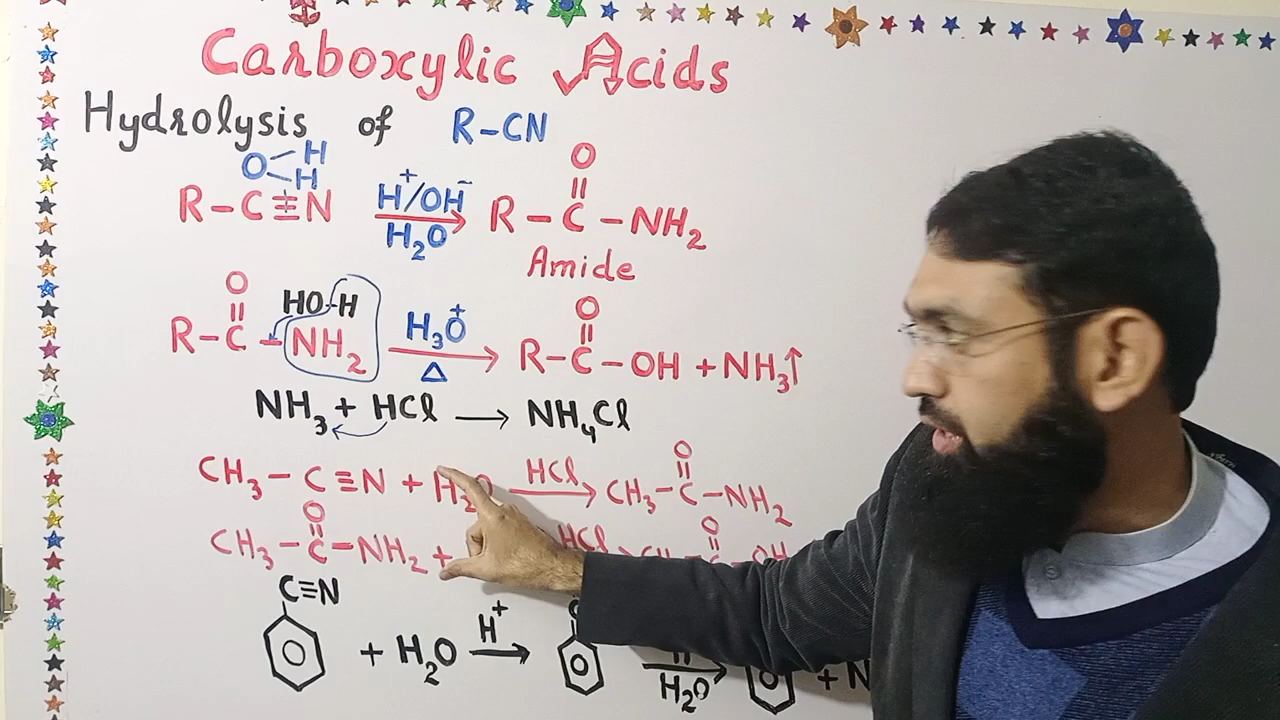 Carboxylic Acids
Hydrolysis of R-CN
O H H
R-C≡N H⁺/OH⁻ H₂O R-C-NH₂ O
Amide
O HO-H
R-C-NH₂ H₃O⁺ Δ R-C-OH + NH₃↑ O
NH₃ + HCl → NH₄Cl
CH₃-C≡N + H₂O HCl → CH₃-C-NH₂ O
CH₃-C-NH₂ + HCl OH O
C≡N
+ H₂O H⁺ → H₂O → + N